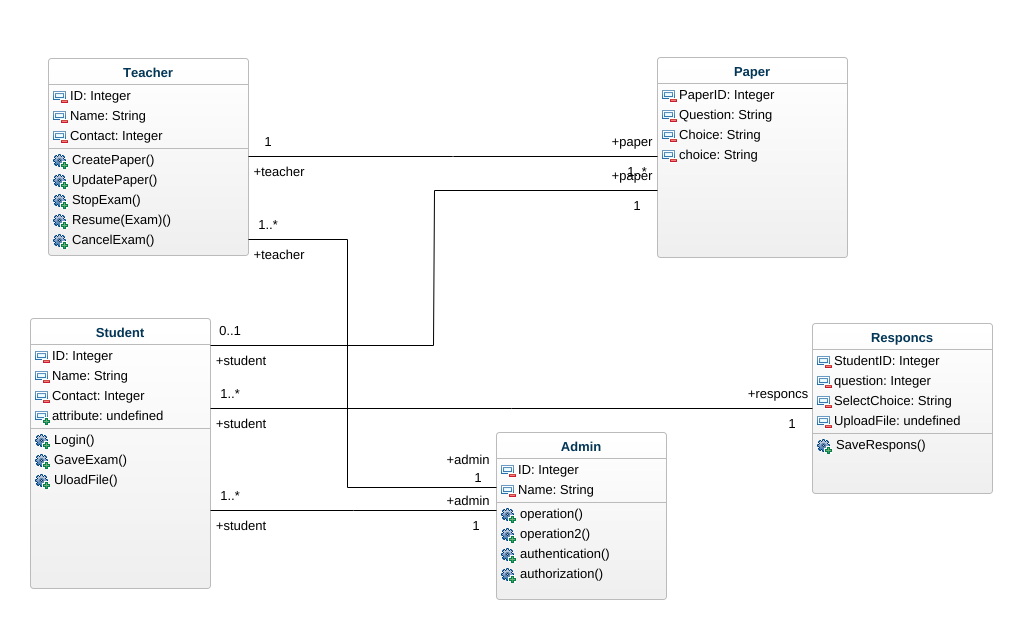 Teacher
ID: Integer
Name: String
Contact: Integer
CreatePaper()
UpdatePaper()
StopExam()
Resume(Exam)()
CancelExam()
1
+teacher
1..*
+teacher
Paper
PaperID: Integer
Question: String
Choice: String
choice: String
+paper
1..*
+paper
1
Student
ID: Integer
Name: String
Contact: Integer
attribute: undefined
Login()
GaveExam()
UloadFile()
0..1
+student
1..*
+student
1..*
+student
Responcs
StudentID: Integer
question: Integer
SelectChoice: String
UploadFile: undefined
SaveRespons()
+responcs
1
Admin
ID: Integer
Name: String
operation()
operation2()
authentication()
authorization()
+admin
1
+admin
1